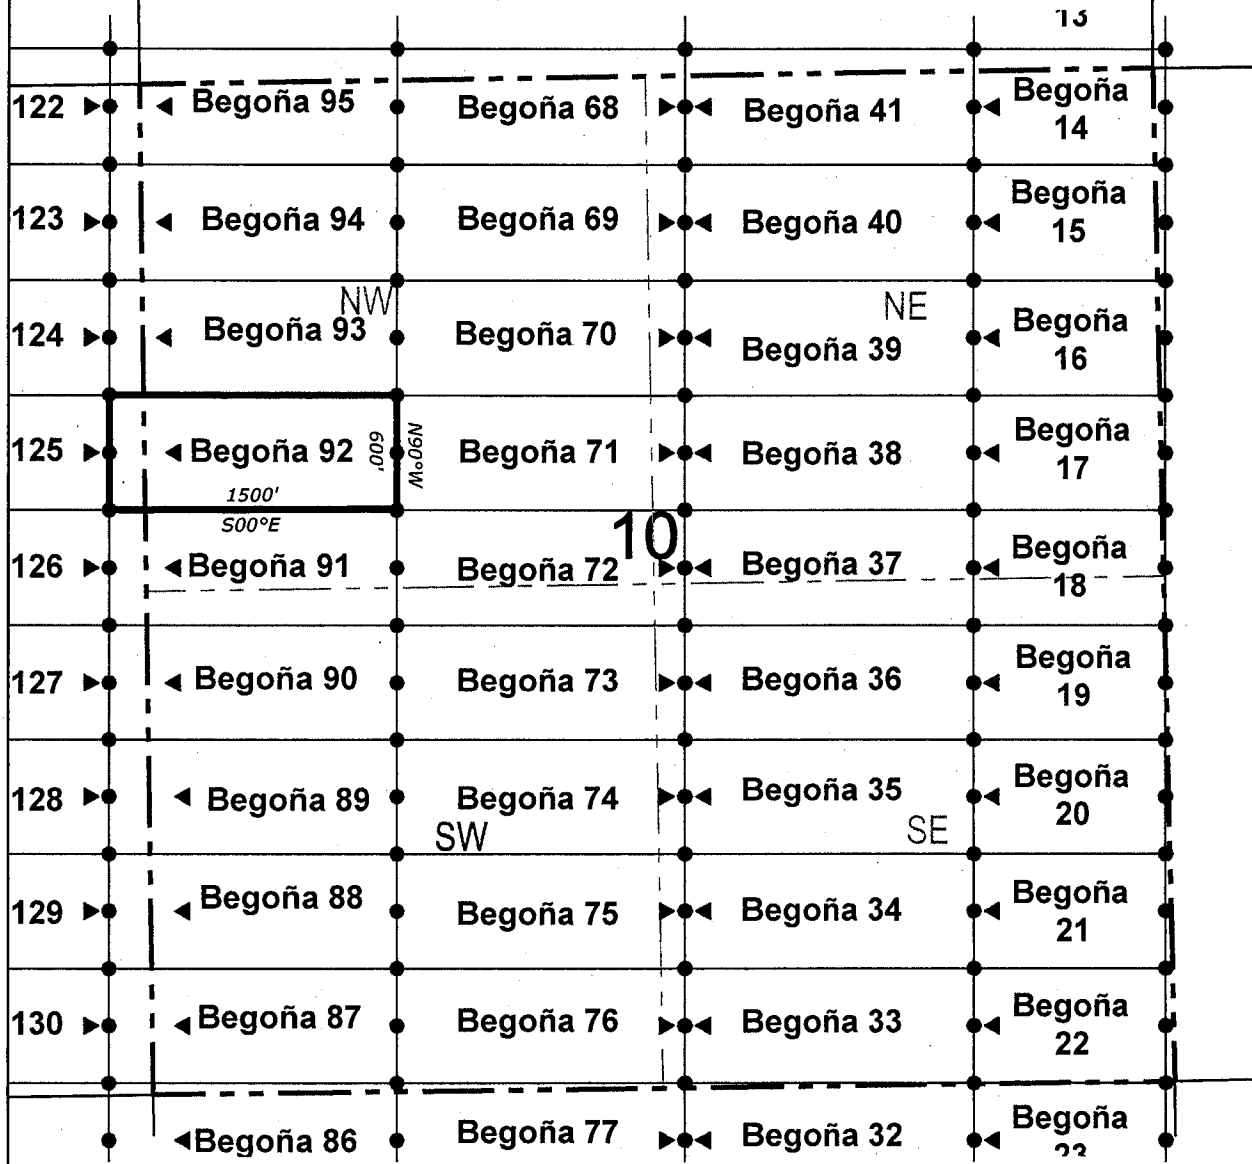 13
122 Begoña 95 Begoña 68 Begoña 41 Begoña
14
123 Begoña 94 Begoña 69 Begoña 40 Begoña
15
NW NE
124 Begoña 93 Begoña 70 Begoña 39 Begoña
16
125 Begoña 92 600' N90°W Begoña 71 Begoña 38 Begoña
17
1500'
S00°E
10
126 Begoña 91 Begoña 72 Begoña 37 Begoña
18
127 Begoña 90 Begoña 73 Begoña 36 Begoña
19
128 Begoña 89 Begoña 74 Begoña 35 Begoña
20
SW SE
129 Begoña 88 Begoña 75 Begoña 34 Begoña
21
130 Begoña 87 Begoña 76 Begoña 33 Begoña
22
Begoña 86 Begoña 77 Begoña 32 Begoña
23